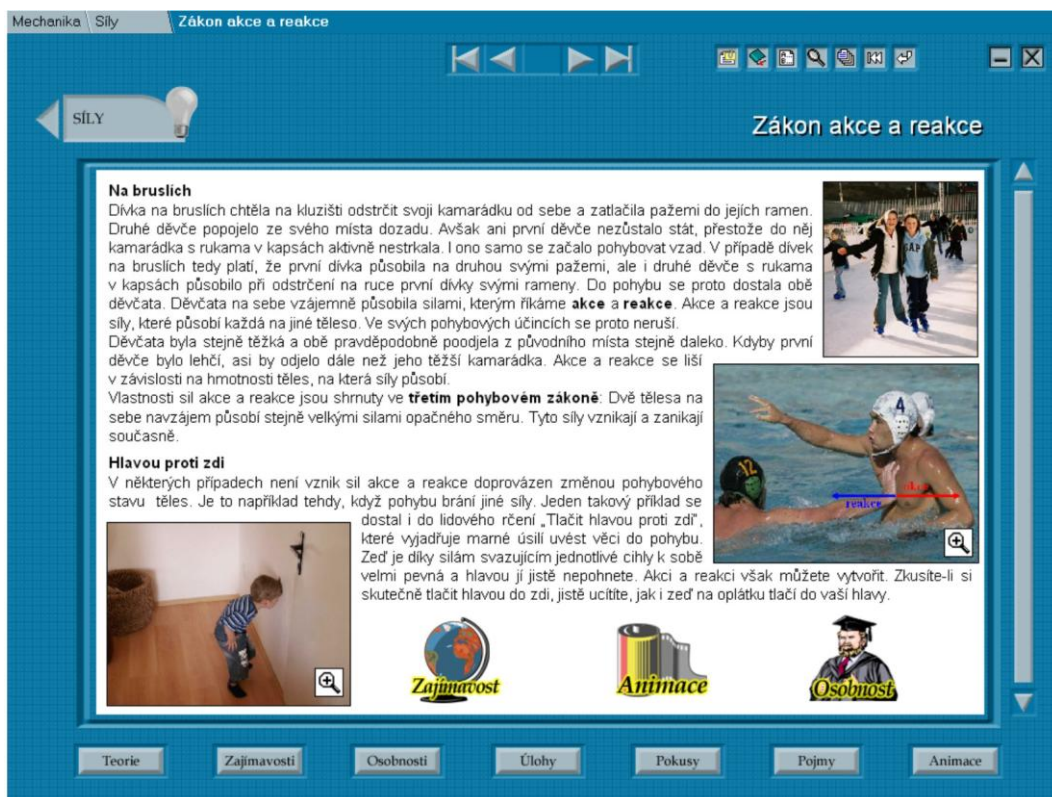 Mechanika Síly Zákon akce a reakce
SÍLY
Zákon akce a reakce
Na bruslích
Dívka na bruslích chtěla na kluzišti odstrčit svoji kamarádku od sebe a zatlačila pažemi do jejích ramen.
Druhé děvče popojelo ze svého místa dozadu. Avšak ani první děvče nezůstalo stát, přestože do něj
kamarádka s rukama v kapsách aktivně nestrkala. I ono samo se začalo pohybovat vzad. V případě dívek
na bruslích tedy platí, že první dívka působila na druhou svými pažemi, ale i druhé děvče s rukama
v kapsách působilo při odstrčení na ruce první dívky svými rameny. Do pohybu se proto dostala obě
děvčata. Děvčata na sebe vzájemně působila silami, kterým říkáme akce a reakce. Akce a reakce jsou
síly, které působí každá na jiné těleso. Ve svých pohybových účincích se proto neruší.
Děvčata byla stejně těžká a obě pravděpodobně poodjela z původního místa stejně daleko. Kdyby první
děvče bylo lehčí, asi by odjelo dále než jeho těžší kamarádka. Akce a reakce se liší
v závislosti na hmotnosti těles, na která síly působí.
Vlastnosti sil akce a reakce jsou shrnuty ve třetím pohybovém zákoně: Dvě tělesa na
sebe navzájem působí stejně velkými silami opačného směru. Tyto síly vznikají a zanikají
současně.
GAP
4
12
akce
reakce
Hlavou proti zdi
V některých případech není vznik sil akce a reakce doprovázen změnou pohybového
stavu těles. Je to například tehdy, když pohybu brání jiné síly. Jeden takový příklad se
dostal i do lidového rčení „Tlačit hlavou proti zdi",
které vyjadřuje marné úsilí uvést věci do pohybu.
Zeď je díky silám svazujícím jednotlivé cihly k sobě
velmi pevná a hlavou jí jistě nepohnete. Akci a reakci však můžete vytvořit. Zkusíte-li si
skutečně tlačit hlavou do zdi, jistě ucítíte, jak i zeď na oplátku tlačí do vaší hlavy.
Zajímavost Animace Osobnost
Teorie Zajímavosti Osobnosti Úlohy Pokusy Pojmy Animace